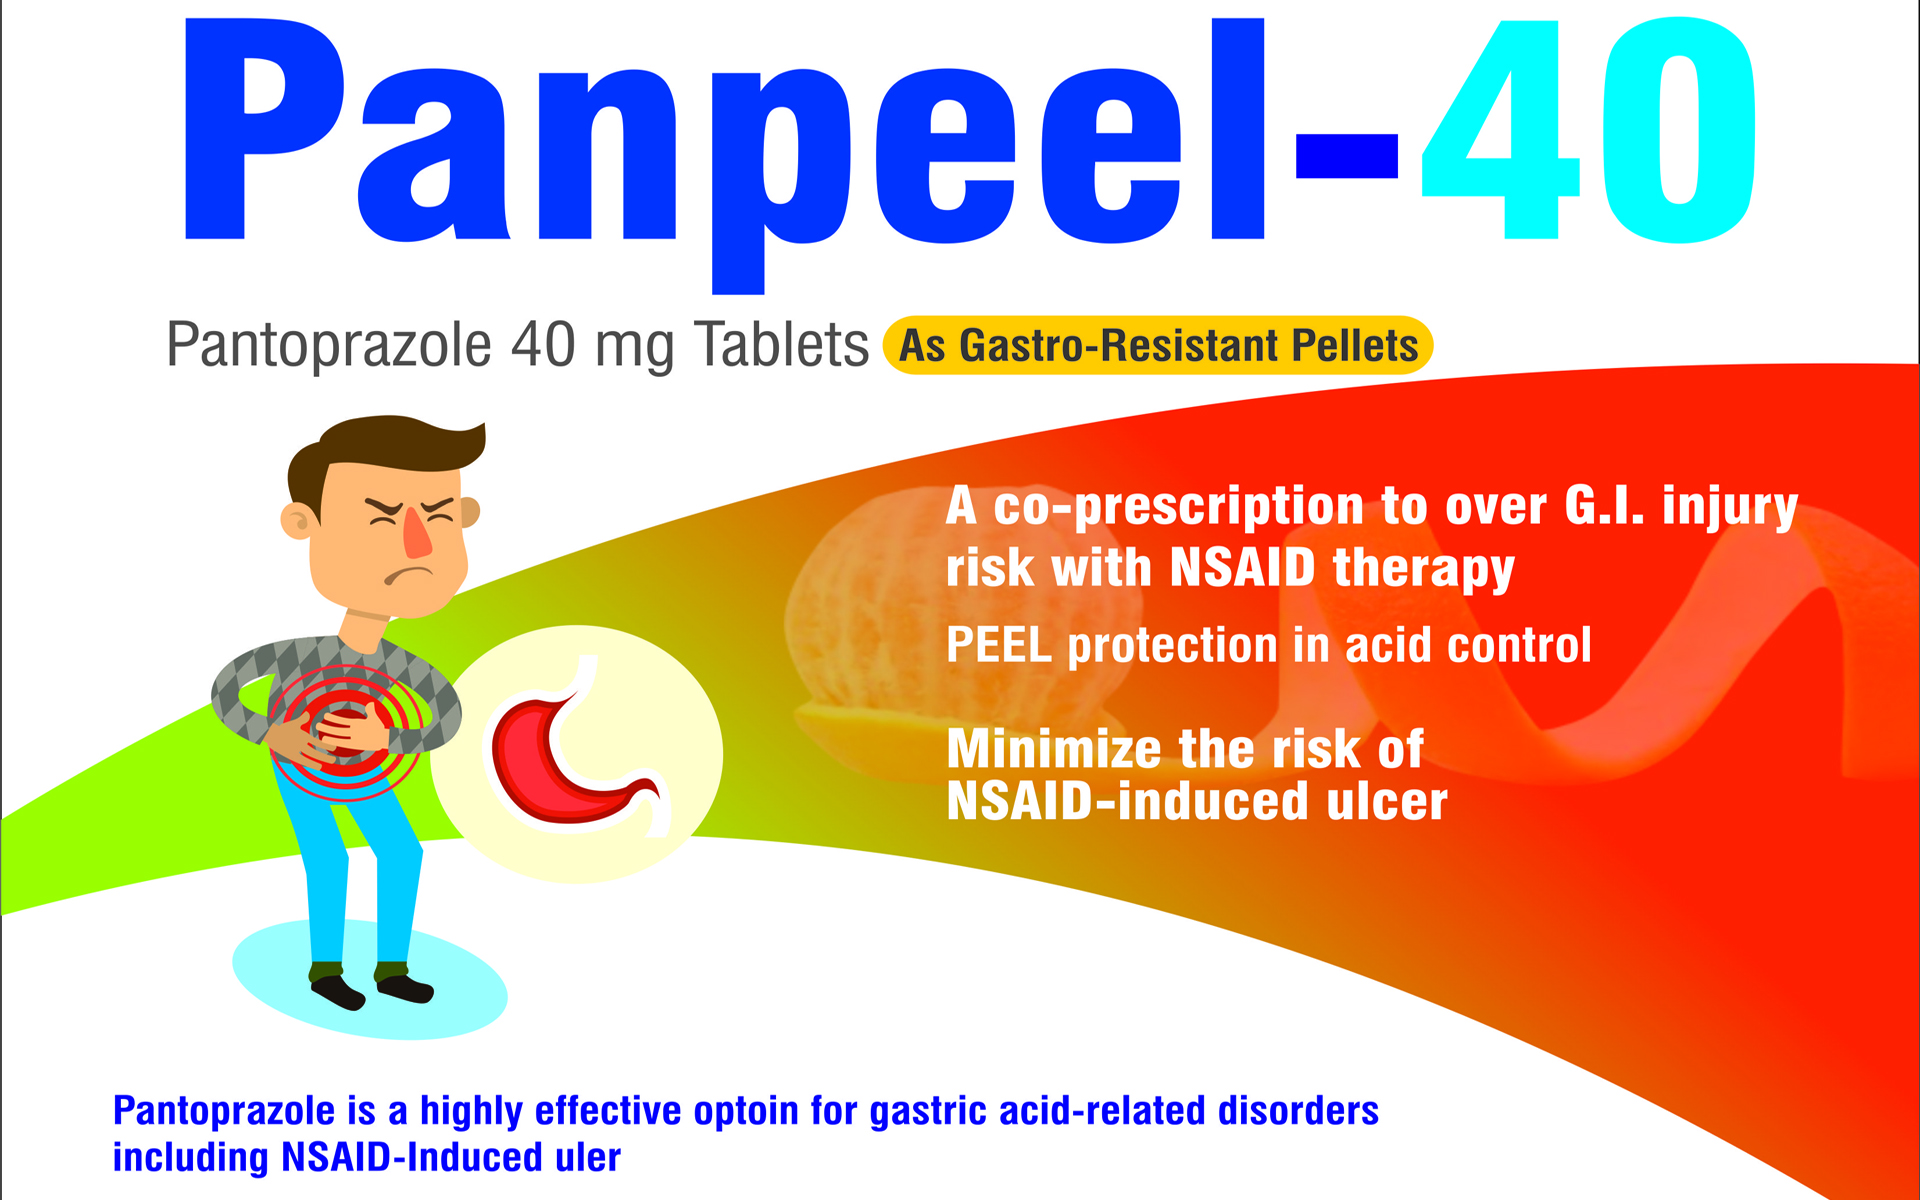 Panpeel-40
Pantoprazole 40 mg Tablets As Gastro-Resistant Pellets
A co-prescription to over G.I. injury
risk with NSAID therapy
PEEL protection in acid control
Minimize the risk of
NSAID-induced ulcer
Pantoprazole is a highly effective optoin for gastric acid-related disorders
including NSAID-Induced uler